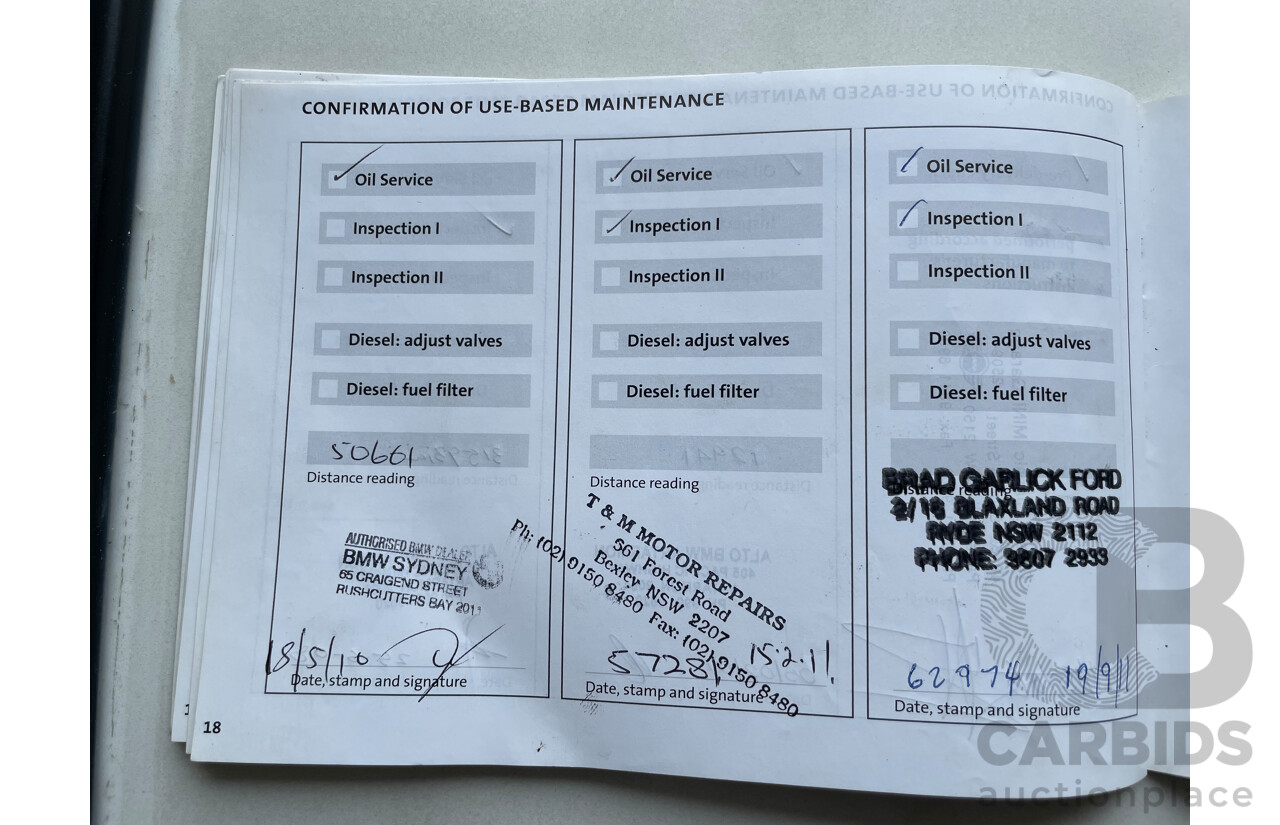 CONFIRMATION OF USE-BASED MAINTENANCE
Oil Service
Inspection I
Inspection II
Diesel: adjust valves
Diesel: fuel filter
50661
Distance reading
AUTHORISED BMW DEALER
BMW SYDNEY
65 CRAIGEND STREET
RUSHCUTTERS BAY 2011
18/5/10
Date, stamp and signature
Oil Service
Inspection I
Inspection II
Diesel: adjust valves
Diesel: fuel filter
Distance reading
T & M MOTOR REPAIRS
561 Forest Road
Bexley NSW 2207
Ph: (02) 9150 8480 Fax: (02) 9150 8480
57281 15.2.11.
Date, stamp and signature
Oil Service
Inspection I
Inspection II
Diesel: adjust valves
Diesel: fuel filter
Distance reading
BRAD GARLICK FORD
2/16 BLAXLAND ROAD
RYDE NSW 2112
PHONE 9807 2933
62974 19/9/11
Date, stamp and signature
18
CARBIDS
auctionplace